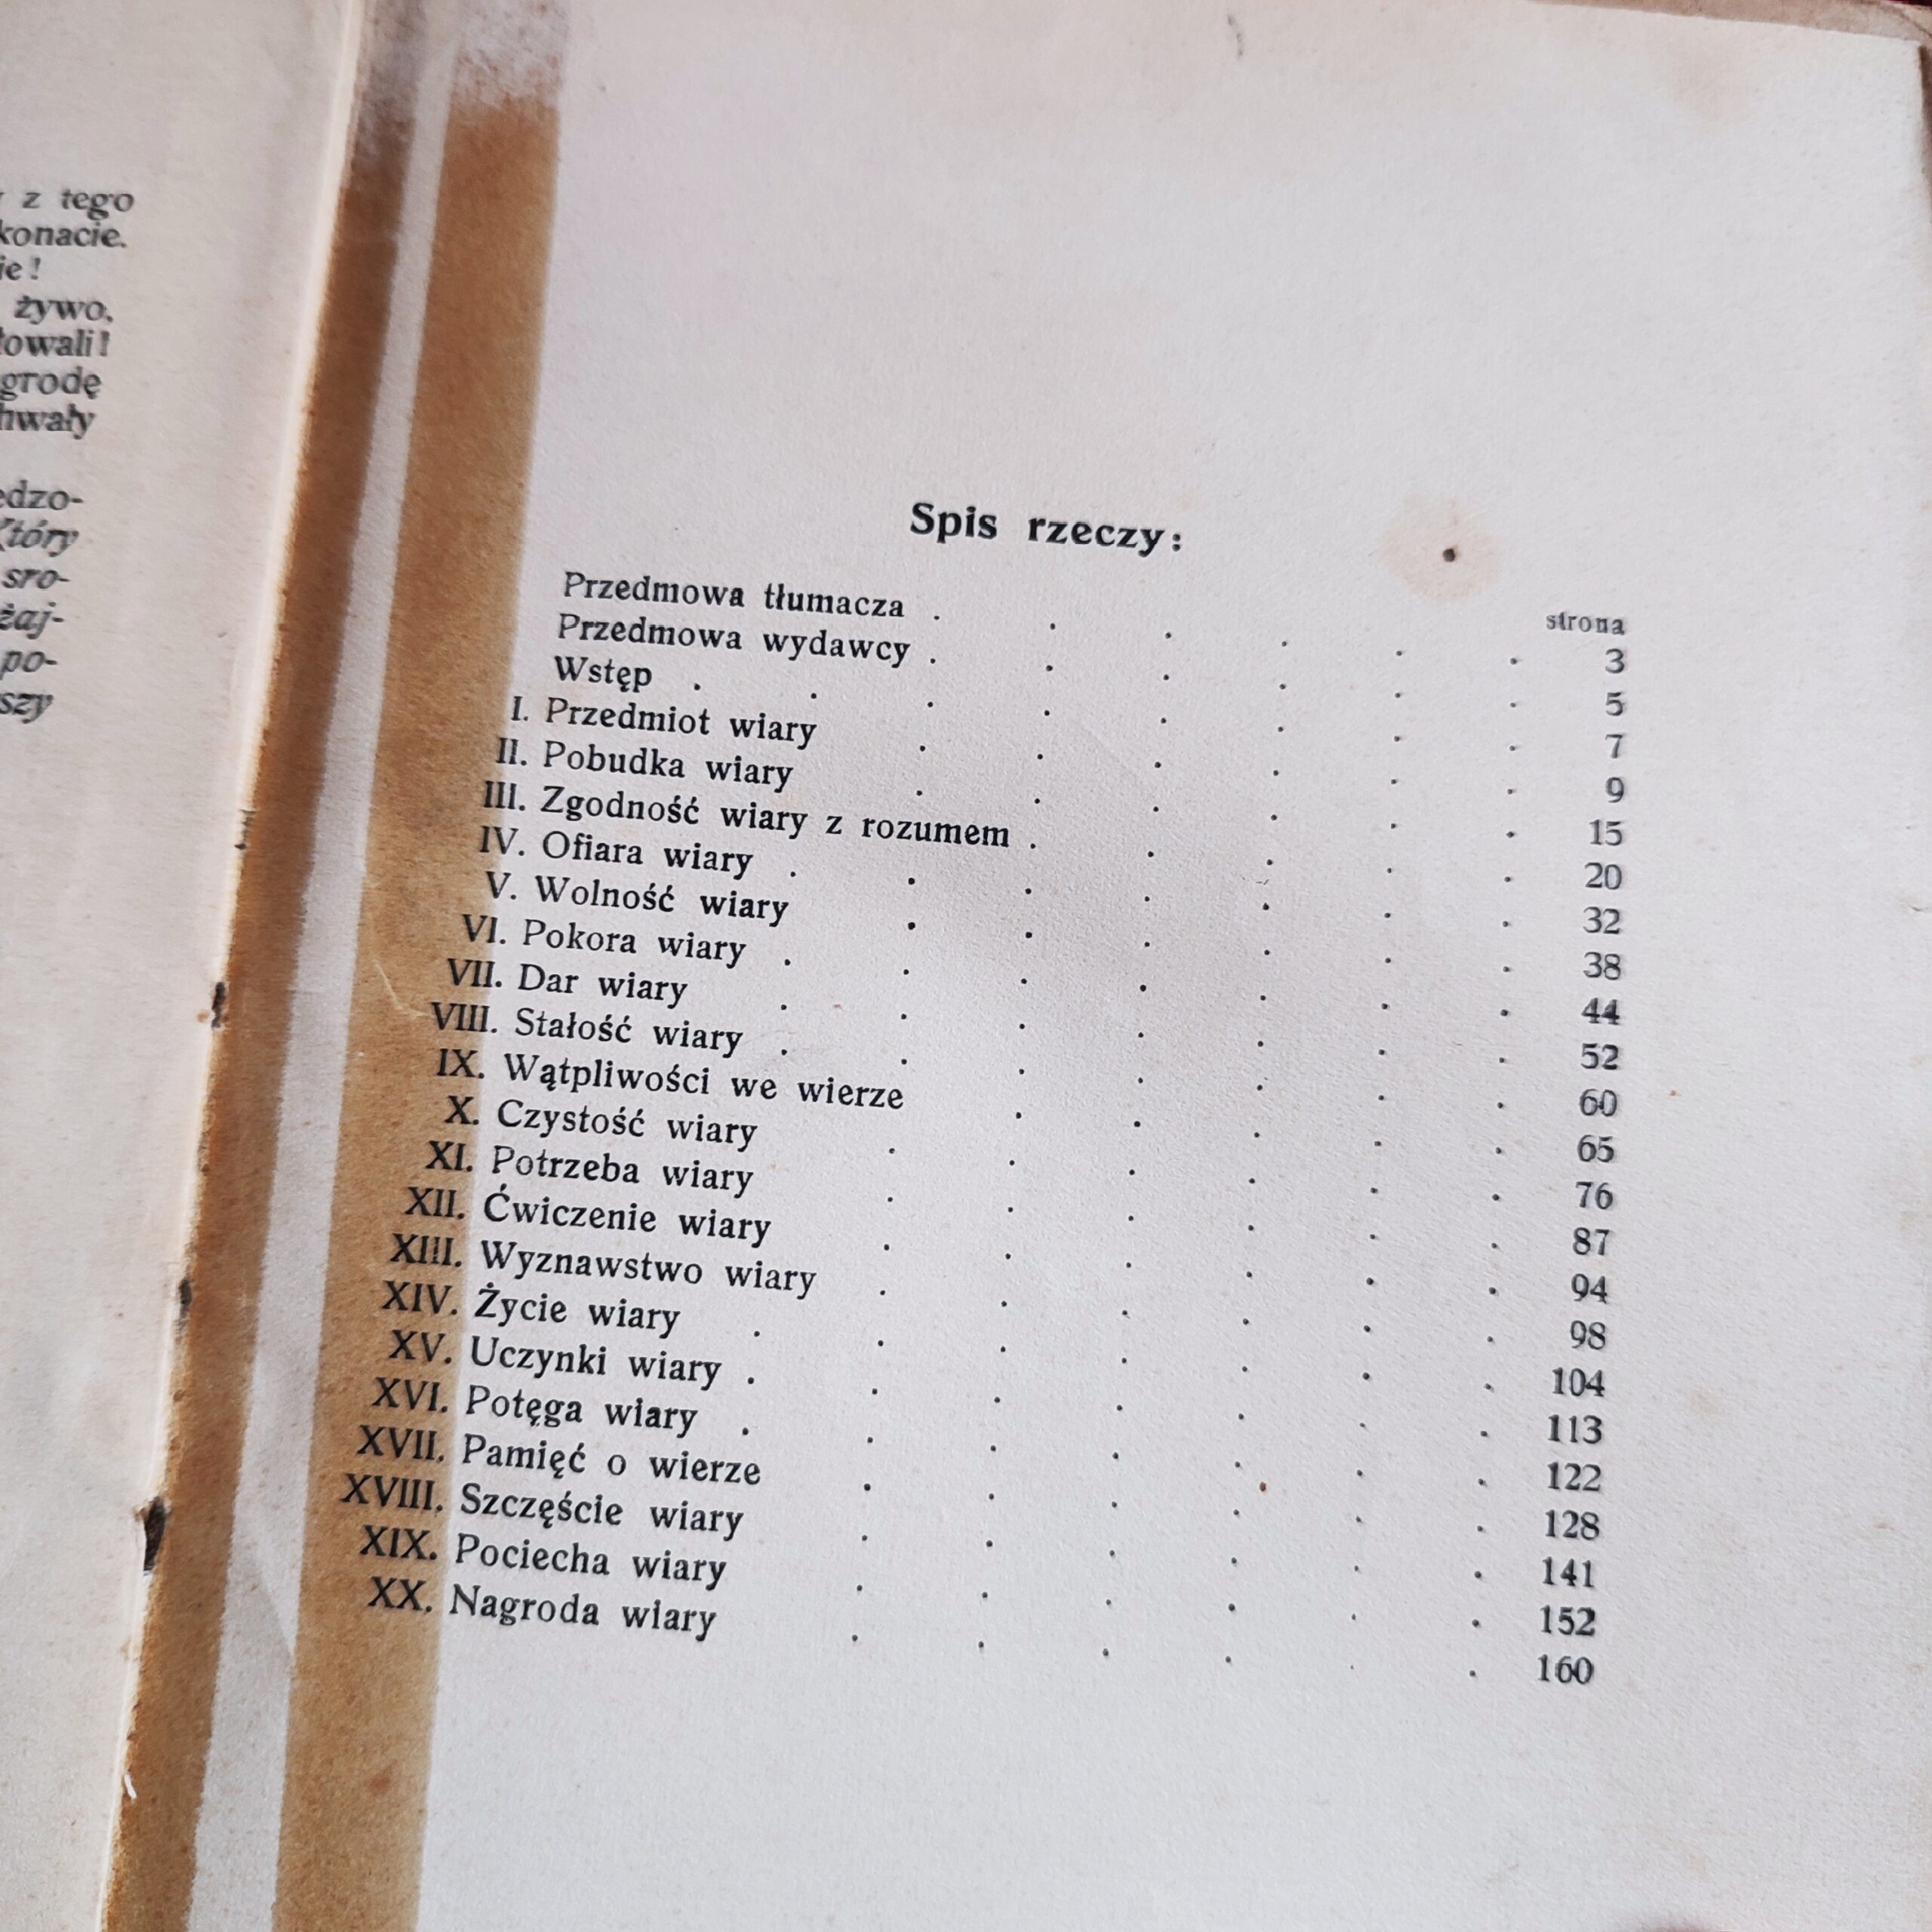 z tego
żywo,
po-
Spis rzeczy:
strona
Przedmowa tłumacza . . . . . . 3
Przedmowa wydawcy . . . . . . 5
Wstęp . . . . . . . . 7
I. Przedmiot wiary . . . . . . 9
II. Pobudka wiary . . . . . . 15
III. Zgodność wiary z rozumem . . . . . 20
IV. Ofiara wiary . . . . . . . 32
V. Wolność wiary . . . . . . 38
VI. Pokora wiary . . . . . . . 44
VII. Dar wiary . . . . . . . 52
VIII. Stałość wiary . . . . . . . 60
IX. Wątpliwości we wierze . . . . . 65
X. Czystość wiary . . . . . . 76
XI. Potrzeba wiary . . . . . . 87
XII. Ćwiczenie wiary . . . . . . 94
XIII. Wyznawstwo wiary . . . . . . 98
XIV. Życie wiary . . . . . . . 104
XV. Uczynki wiary . . . . . . . 113
XVI. Potęga wiary . . . . . . . 122
XVII. Pamięć o wierze . . . . . . 128
XVIII. Szczęście wiary . . . . . . 141
XIX. Pociecha wiary . . . . . . 152
XX. Nagroda wiary . . . . . . 160